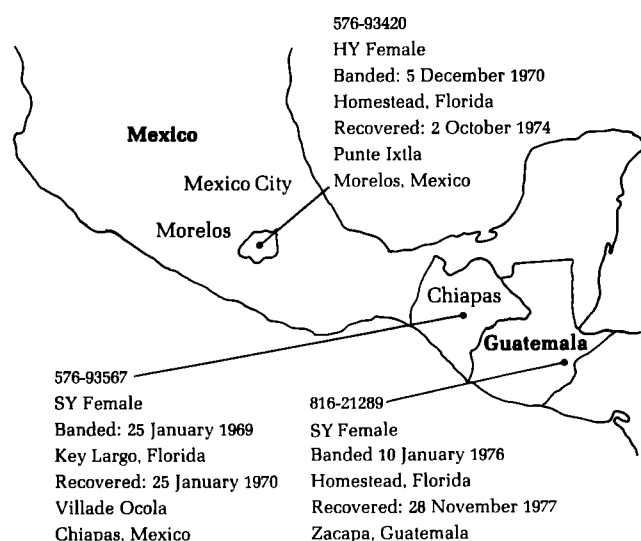 576-93420
HY Female
Banded: 5 December 1970
Homestead, Florida
Recovered: 2 October 1974
Punte Ixtla
Morelos, Mexico
Mexico
Mexico City
Morelos
Chiapas
Guatemala
576-93567
SY Female
Banded: 25 January 1969
Key Largo, Florida
Recovered: 25 January 1970
Villade Ocola
Chiapas, Mexico
816-21289
SY Female
Banded 10 January 1976
Homestead, Florida
Recovered: 28 November 1977
Zacapa, Guatemala